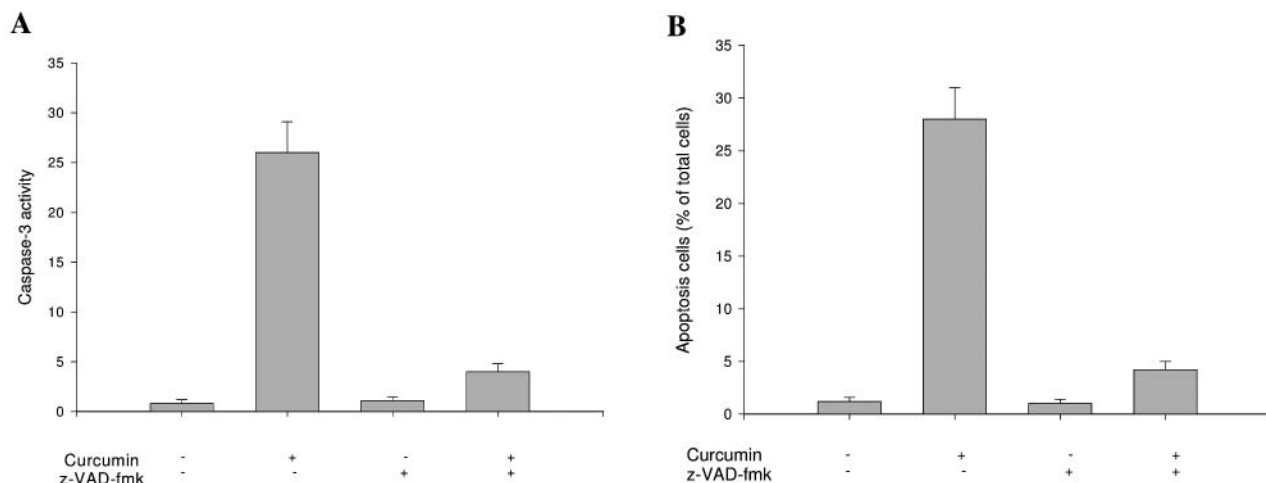 A
35
30
25
20
15
10
5
0
Caspase-3 activity
Curcumin - + - +
z-VAD-fmk - - + +
B
35
30
25
20
15
10
5
0
Apoptosis cells (% of total cells)
Curcumin - + - +
z-VAD-fmk - - + +